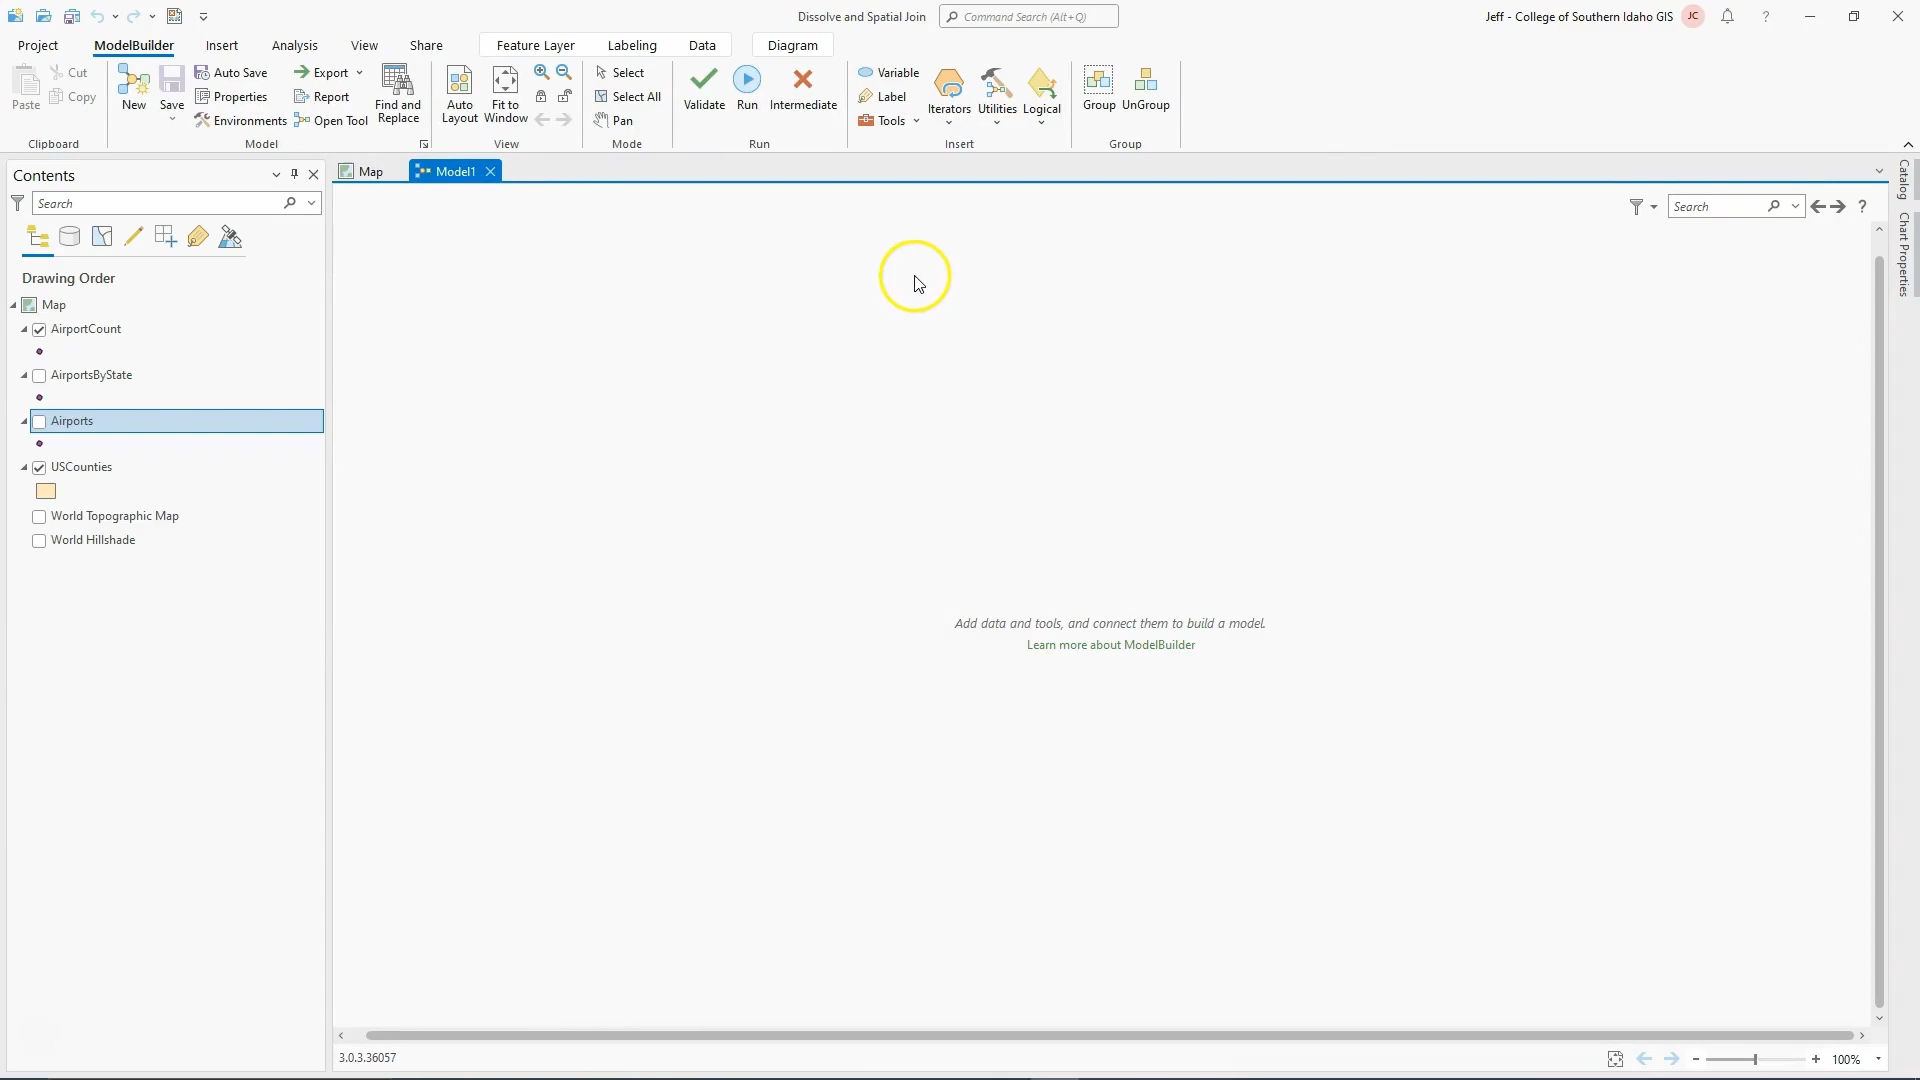 Dissolve and Spatial Join
Command Search (Alt+Q)
Jeff - College of Southern Idaho GIS
JC
?
Project
ModelBuilder
Insert
Analysis
View
Share
Feature Layer
Labeling
Data
Diagram
Paste
Cut
Copy
Clipboard
New
Save
Auto Save
Properties
Environments
Export
Report
Open Tool
Find and
Replace
Model
Auto
Layout
Fit to
Window
View
Select
Select All
Pan
Mode
Validate
Run
Intermediate
Run
Variable
Label
Tools
Iterators
Utilities
Logical
Insert
Group
UnGroup
Group
Contents
Search
Drawing Order
Map
AirportCount
AirportsByState
Airports
USCounties
World Topographic Map
World Hillshade
Map
Model1
Search
?
Add data and tools, and connect them to build a model.
Learn more about ModelBuilder
3.0.3.36057
100%
Catalog
Chart Properties